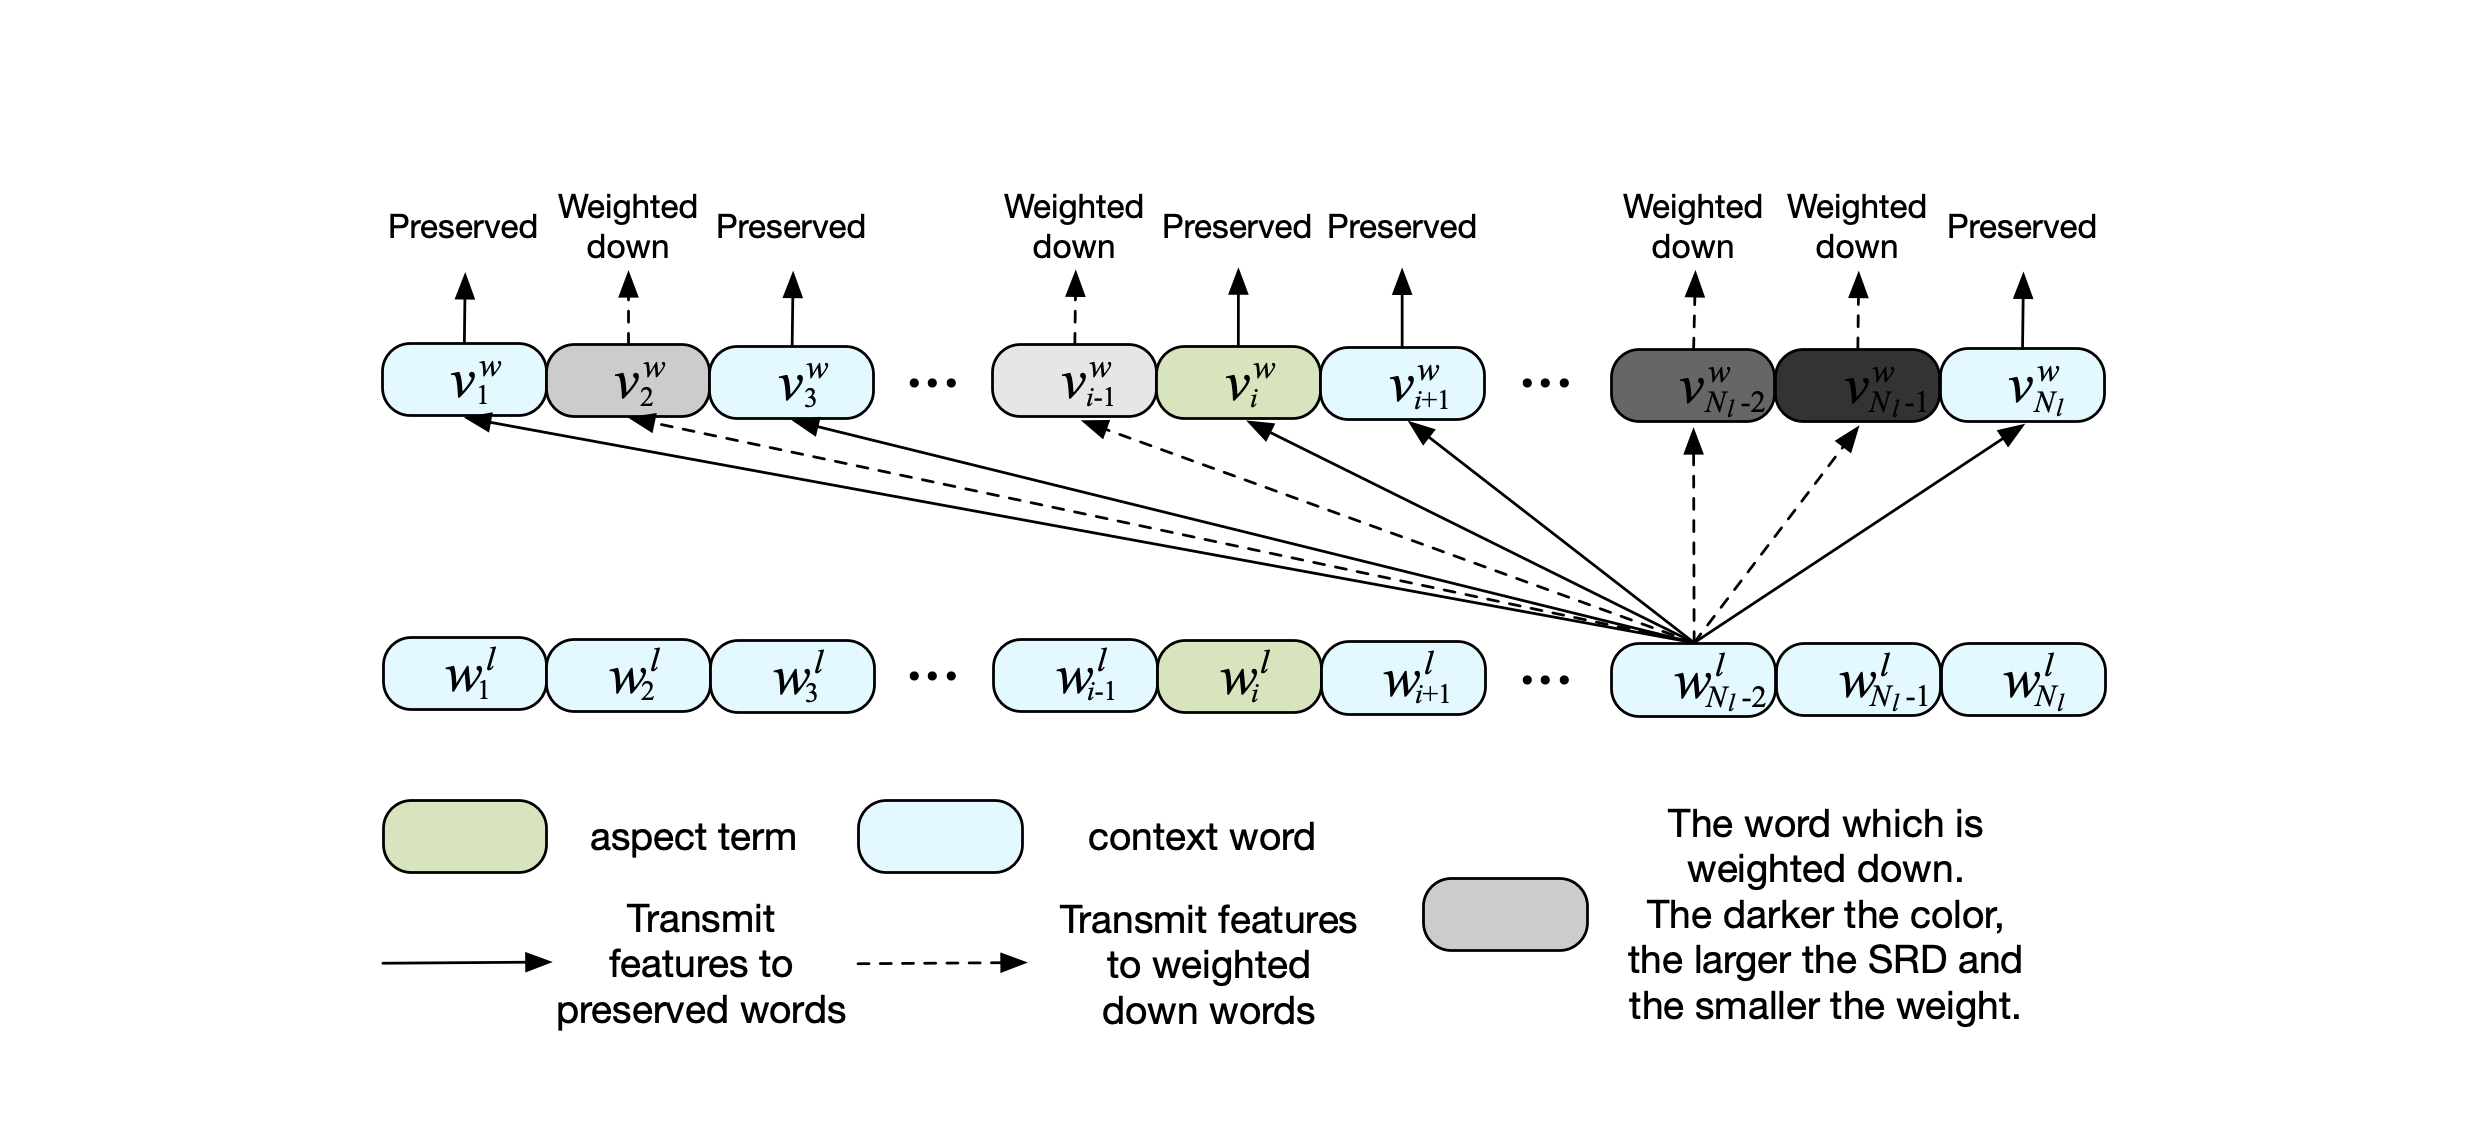 Preserved Weighted down Preserved Weighted down Preserved Preserved Weighted down Weighted down Preserved
v_1^w v_2^w v_3^w ••• v_{i-1}^w v_i^w v_{i+1}^w ••• v_{N_l-2}^w v_{N_l-1}^w v_{N_l}^w
w_1^l w_2^l w_3^l ••• w_{i-1}^l w_i^l w_{i+1}^l ••• w_{N_l-2}^l w_{N_l-1}^l w_{N_l}^l
aspect term
context word
Transmit
features to
preserved words
Transmit features
to weighted
down words
The word which is
weighted down.
The darker the color,
the larger the SRD and
the smaller the weight.